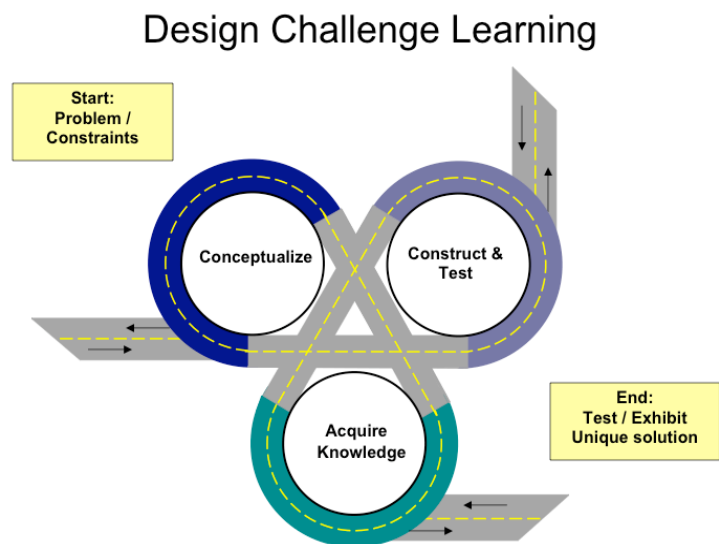 Design Challenge Learning
Start:
Problem /
Constraints
Conceptualize
Construct &
Test
Acquire
Knowledge
End:
Test / Exhibit
Unique solution